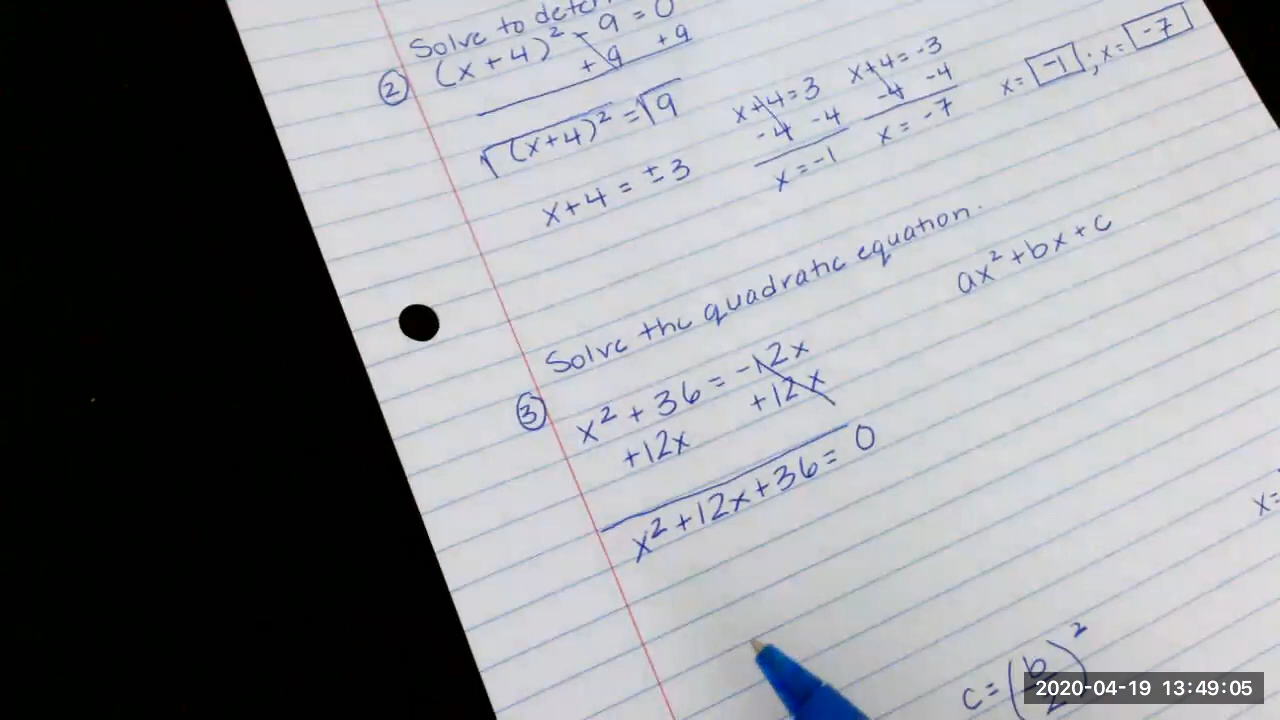 Solve to deter
② (x+4)² - 9 = 0
+9 +9
√(x+4)² = √9
x+4 = ±3
x+4=3
-4 -4
x=-1
x+4=-3
-4 -4
x = -7
x= -1 ; x= -7
Solve the quadratic equation.
ax²+bx+c
③ x² + 36 = -12x
+12x +12x
x² + 12x + 36 = 0
x=
c=(b/2)²
2020-04-19 13:49:05